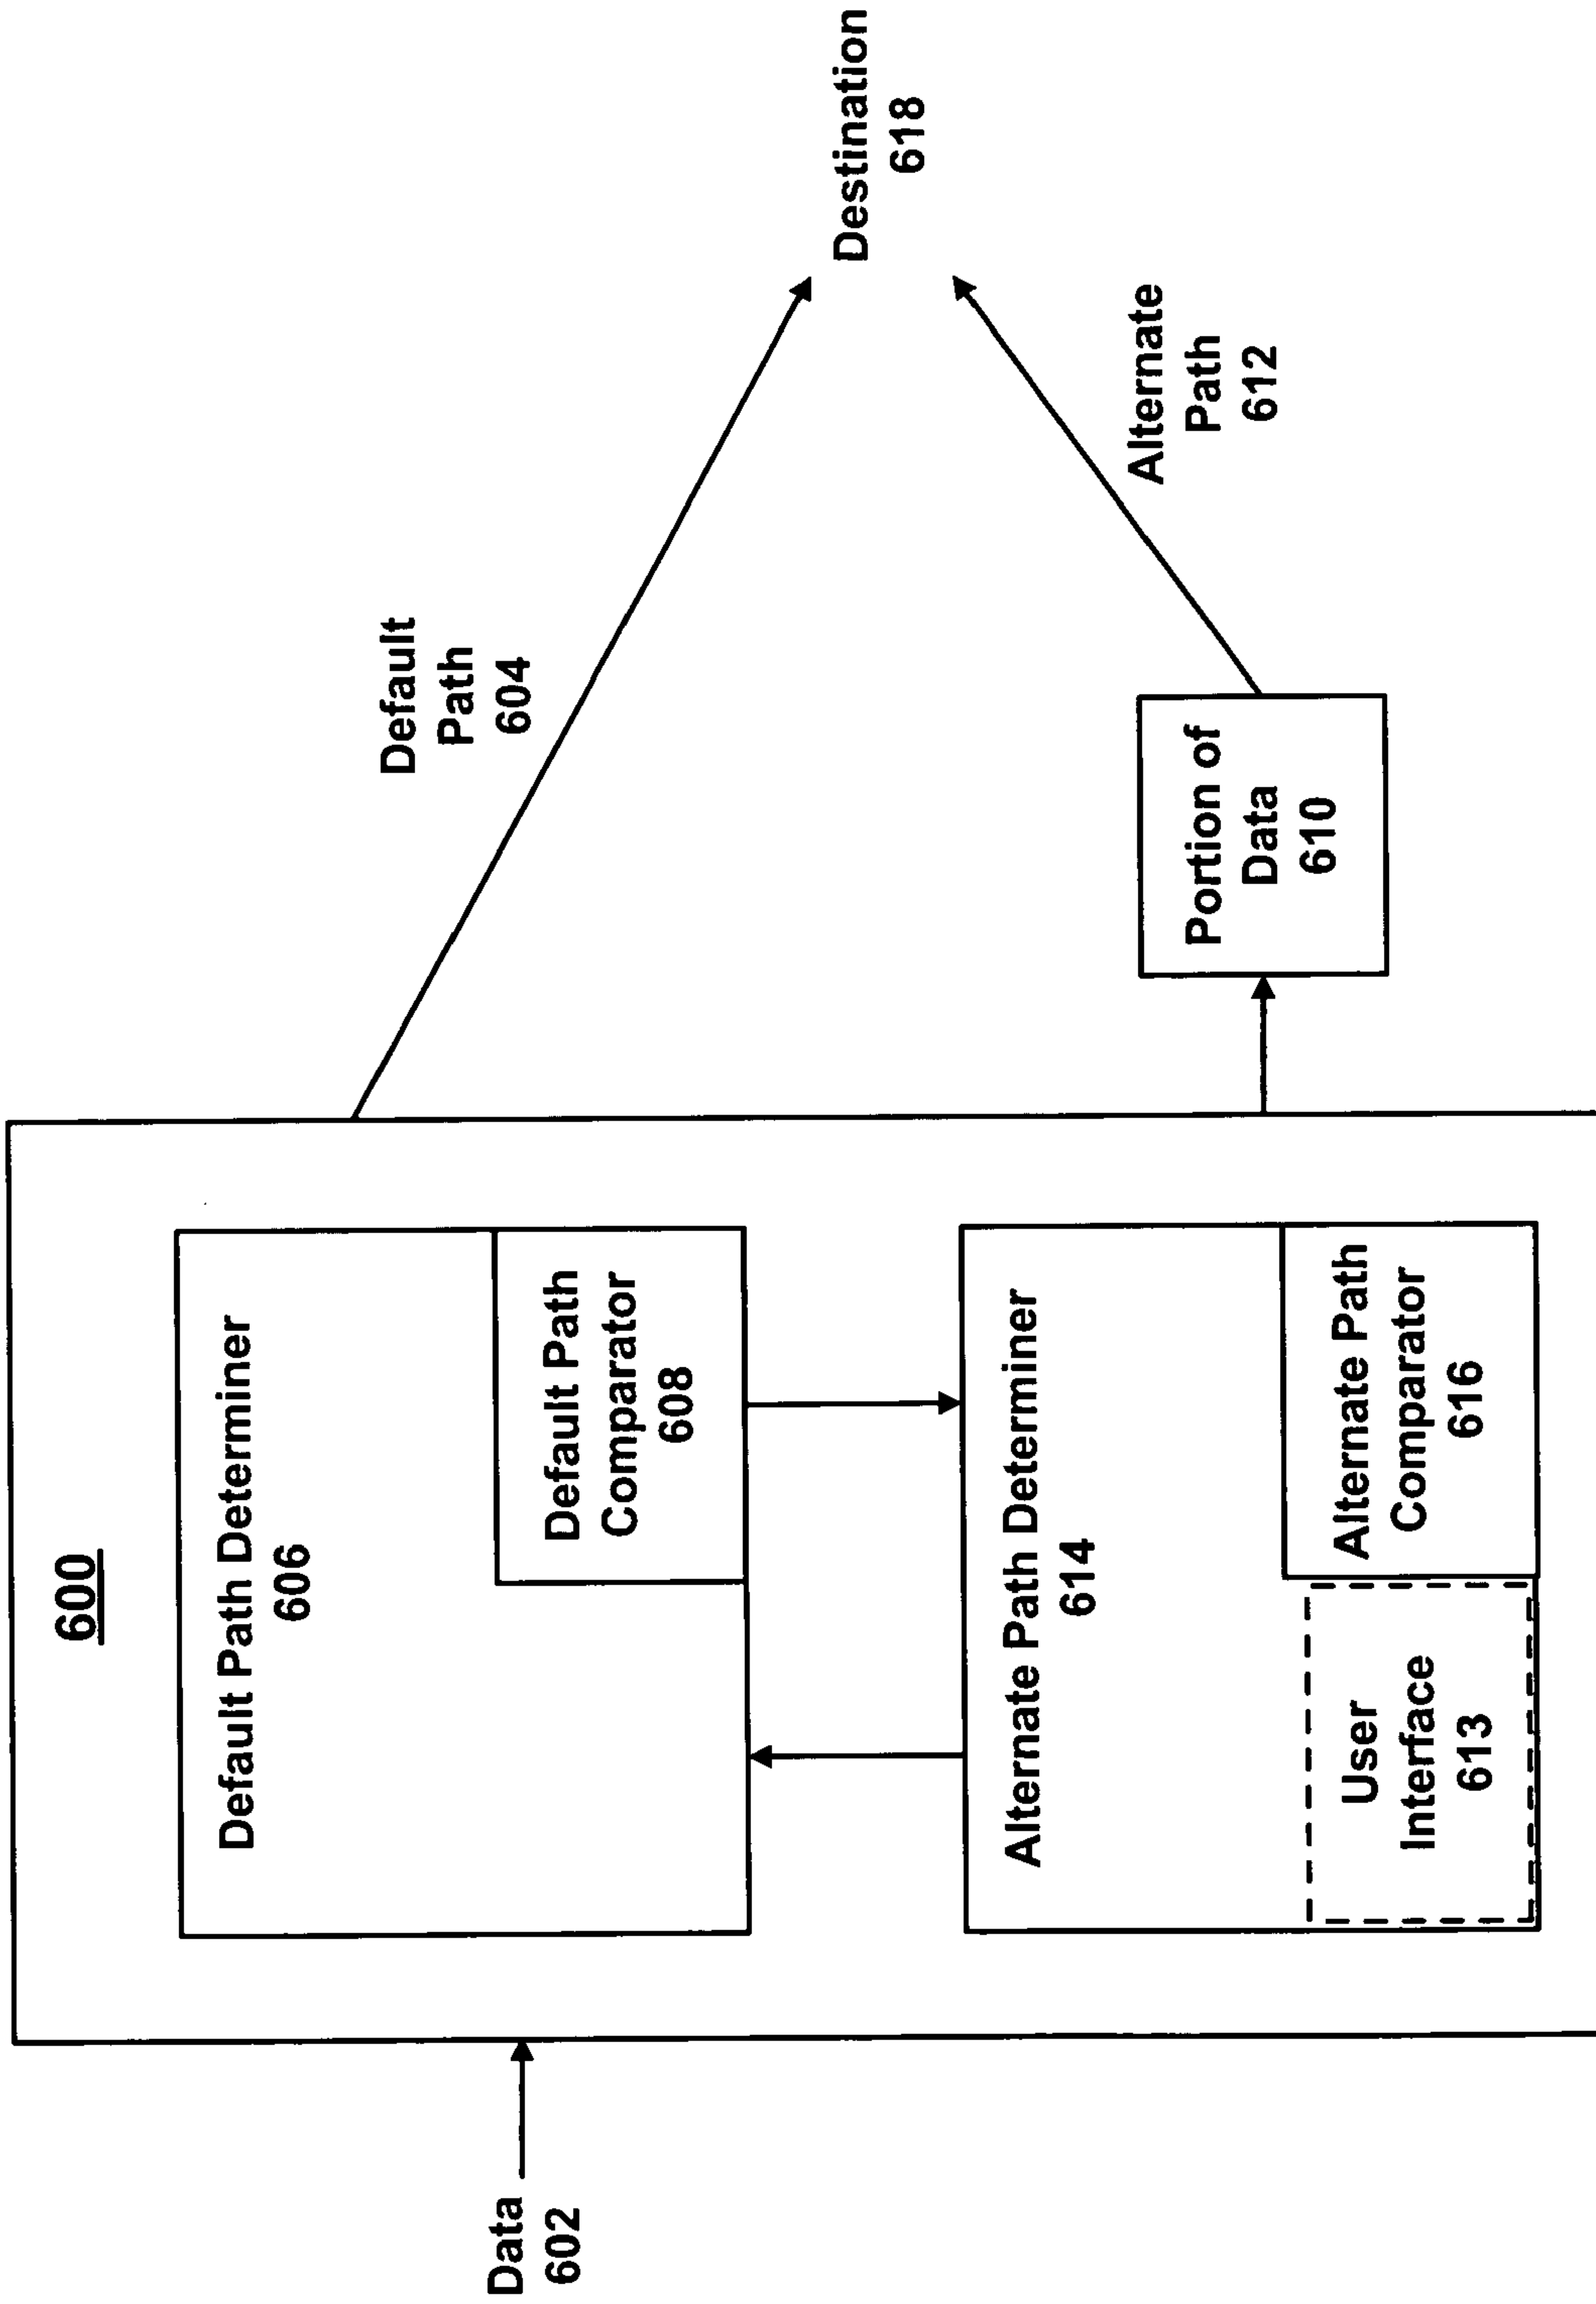 600
Data
602
Default Path Determiner
606
Default Path
Comparator
608
Alternate Path Determiner
614
User
Interface
613
Alternate Path
Comparator
616
Default
Path
604
Portion of
Data
610
Alternate
Path
612
Destination
618